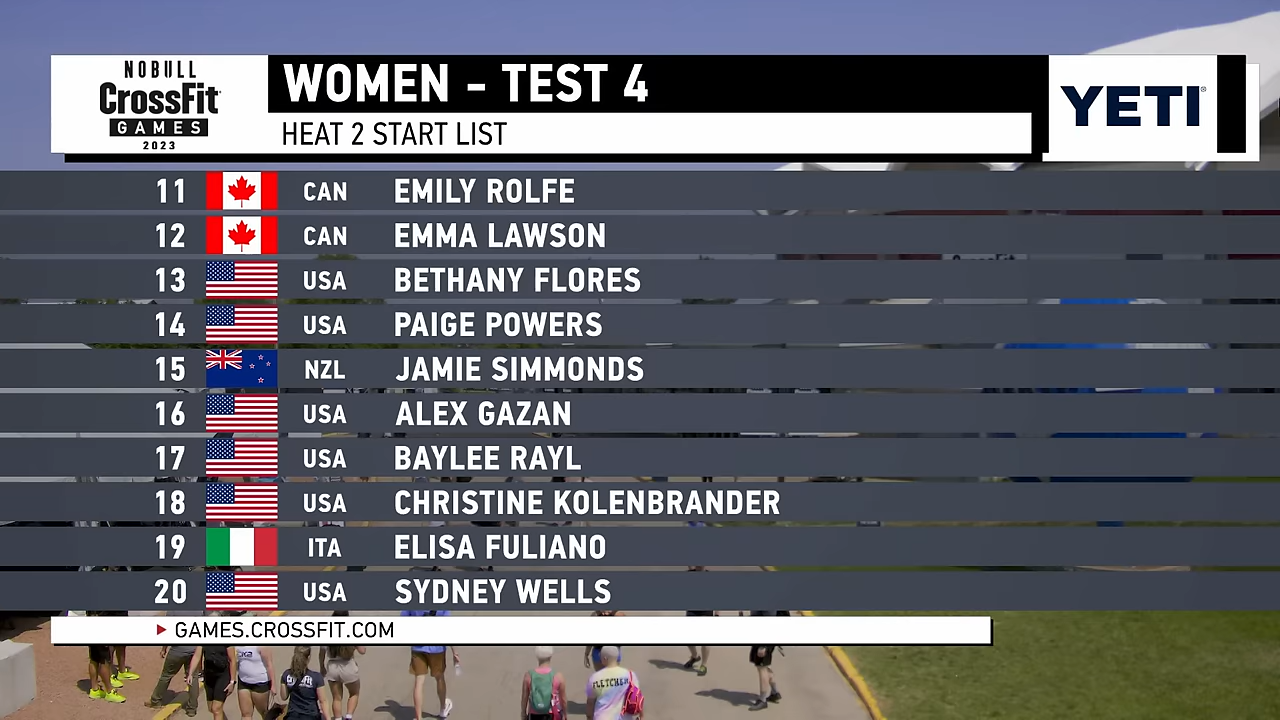 NOBULL
CrossFit
GAMES
2023
WOMEN - TEST 4
HEAT 2 START LIST
YETI
11 CAN EMILY ROLFE
12 CAN EMMA LAWSON
13 USA BETHANY FLORES
14 USA PAIGE POWERS
15 NZL JAMIE SIMMONDS
16 USA ALEX GAZAN
17 USA BAYLEE RAYL
18 USA CHRISTINE KOLENBRANDER
19 ITA ELISA FULIANO
20 USA SYDNEY WELLS
GAMES.CROSSFIT.COM
FLETCHER